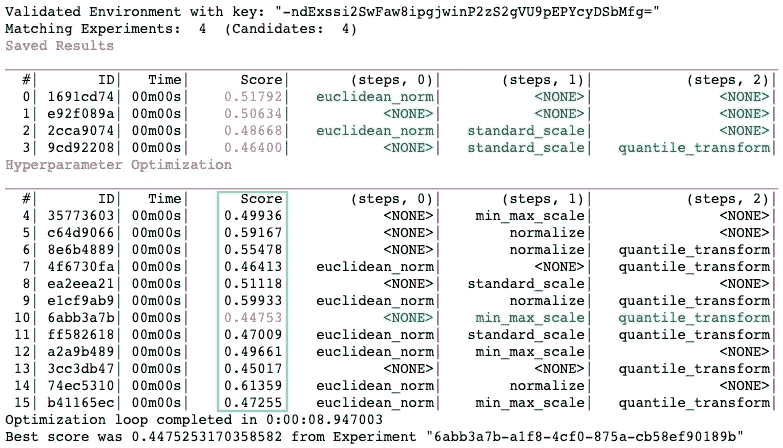 Validated Environment with key: "-ndExssi2SwFaw8ipgjwinP2zS2gVU9pEPYcyDSbMfg="
Matching Experiments:  4  (Candidates:  4)
Saved Results
#|       ID|   Time|      Score|     (steps, 0)|     (steps, 1)|         (steps, 2)|
0| 1691cd74| 00m00s|    0.51792| euclidean_norm|         <NONE>|             <NONE>|
1| e92f089a| 00m00s|    0.50634|         <NONE>|         <NONE>|             <NONE>|
2| 2cca9074| 00m00s|    0.48668| euclidean_norm| standard_scale|             <NONE>|
3| 9cd92208| 00m00s|    0.46400|         <NONE>| standard_scale| quantile_transform|
Hyperparameter Optimization
#|       ID|   Time|      Score|     (steps, 0)|     (steps, 1)|         (steps, 2)|
4| 35773603| 00m00s|    0.49936|         <NONE>|  min_max_scale|             <NONE>|
5| c64d9066| 00m00s|    0.59167|         <NONE>|      normalize|             <NONE>|
6| 8e6b4889| 00m00s|    0.55478|         <NONE>|      normalize| quantile_transform|
7| 4f6730fa| 00m00s|    0.46413| euclidean_norm|         <NONE>| quantile_transform|
8| ea2eea21| 00m00s|    0.51118|         <NONE>| standard_scale|             <NONE>|
9| e1cf9ab9| 00m00s|    0.59933| euclidean_norm|      normalize| quantile_transform|
10| 6abb3a7b| 00m00s|    0.44753|         <NONE>|  min_max_scale| quantile_transform|
11| ff582618| 00m00s|    0.47009| euclidean_norm| standard_scale| quantile_transform|
12| a2a9b489| 00m00s|    0.49661| euclidean_norm|  min_max_scale|             <NONE>|
13| 3cc3db47| 00m00s|    0.45017|         <NONE>|         <NONE>| quantile_transform|
14| 74ec5310| 00m00s|    0.61359| euclidean_norm|      normalize|             <NONE>|
15| b41165ec| 00m00s|    0.47255| euclidean_norm|  min_max_scale| quantile_transform|
Optimization loop completed in 0:00:08.947003
Best score was 0.4475253170358582 from Experiment "6abb3a7b-a1f8-4cf0-875a-cb58ef90189b"